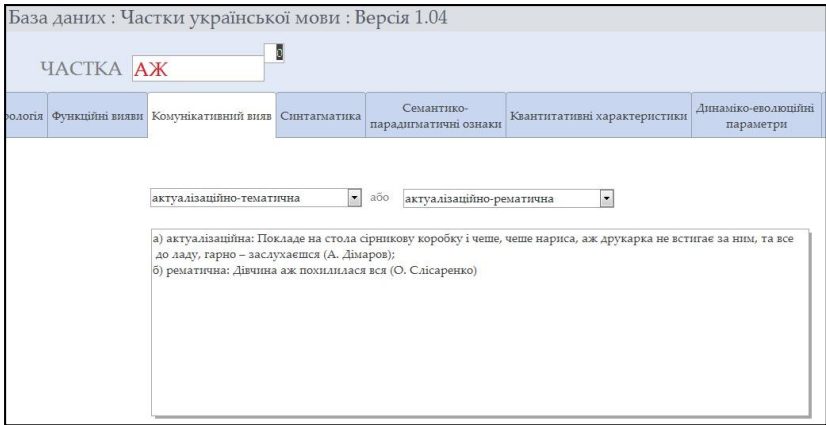 База даних : Частки української мови : Версія 1.04
0
ЧАСТКА АЖ
ологія Функційні вияви Комунікативний вияв Синтагматика Семантико-парадигматичні ознаки Квантитативні характеристики Динаміко-еволюційні параметри
актуалізаційно-тематична або актуалізаційно-рематична
а) актуалізаційна: Покладе на стола сірникову коробку і чеше, чеше нариса, аж друкарка не встигає за ним, та все
до ладу, гарно – заслухаєшся (А. Дімаров);
б) рематична: Дівчина аж похилилася вся (О. Слісаренко)